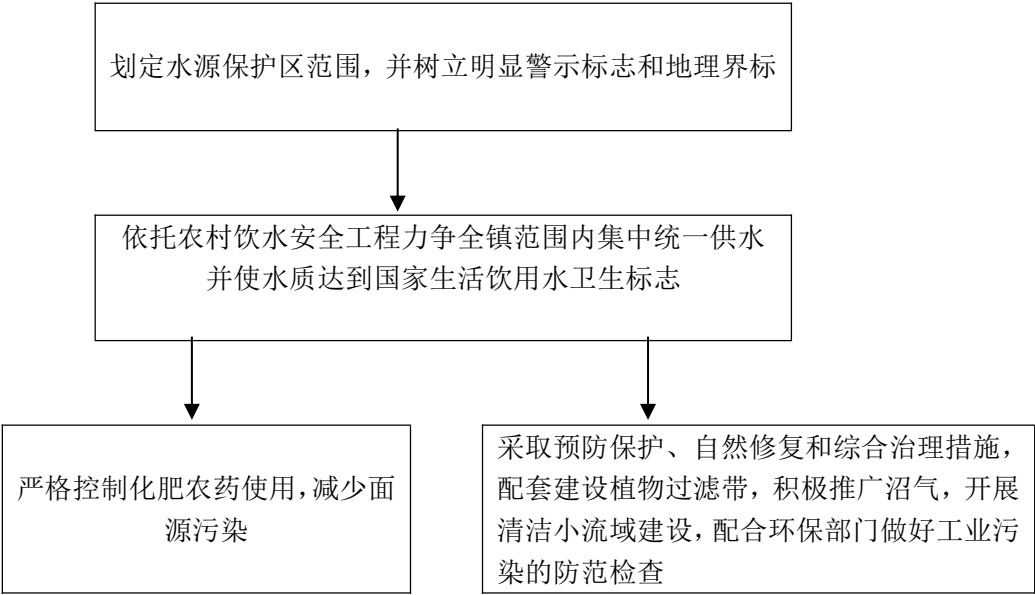 划定水源保护区范围，并树立明显警示标志和地理界标
依托农村饮水安全工程力争全镇范围内集中统一供水
并使水质达到国家生活饮用水卫生标志
严格控制化肥农药使用，减少面
源污染
采取预防保护、自然修复和综合治理措施，
配套建设植物过滤带，积极推广沼气，开展
清洁小流域建设，配合环保部门做好工业污
染的防范检查